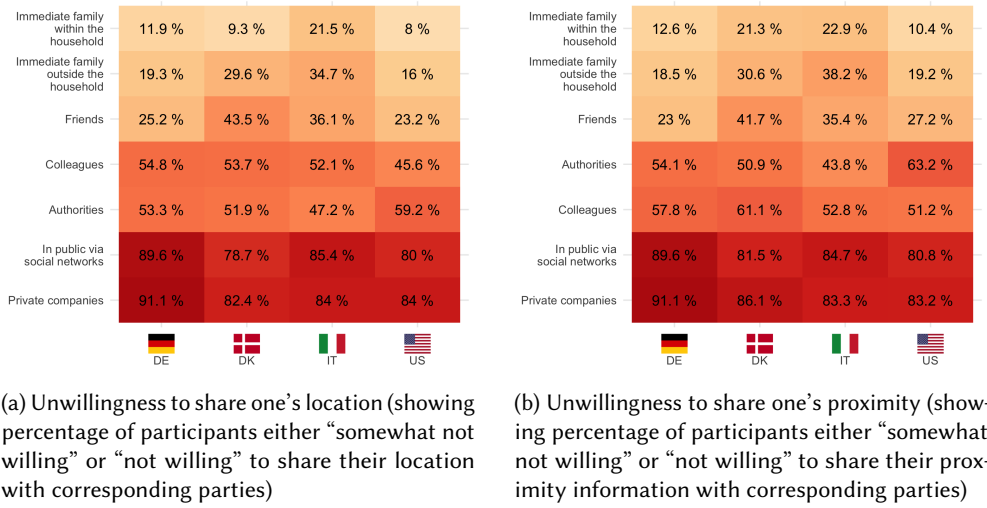 Immediate family
within the
household
11.9 % 9.3 % 21.5 % 8 %
Immediate family
outside the
household
19.3 % 29.6 % 34.7 % 16 %
Friends 25.2 % 43.5 % 36.1 % 23.2 %
Colleagues 54.8 % 53.7 % 52.1 % 45.6 %
Authorities 53.3 % 51.9 % 47.2 % 59.2 %
In public via
social networks
89.6 % 78.7 % 85.4 % 80 %
Private companies 91.1 % 82.4 % 84 % 84 %
DE DK IT US
(a) Unwillingness to share one's location (showing
percentage of participants either "somewhat not
willing" or "not willing" to share their location
with corresponding parties)
Immediate family
within the
household
12.6 % 21.3 % 22.9 % 10.4 %
Immediate family
outside the
household
18.5 % 30.6 % 38.2 % 19.2 %
Friends 23 % 41.7 % 35.4 % 27.2 %
Authorities 54.1 % 50.9 % 43.8 % 63.2 %
Colleagues 57.8 % 61.1 % 52.8 % 51.2 %
In public via
social networks
89.6 % 81.5 % 84.7 % 80.8 %
Private companies 91.1 % 86.1 % 83.3 % 83.2 %
DE DK IT US
(b) Unwillingness to share one's proximity (show-
ing percentage of participants either "somewhat
not willing" or "not willing" to share their prox-
imity information with corresponding parties)